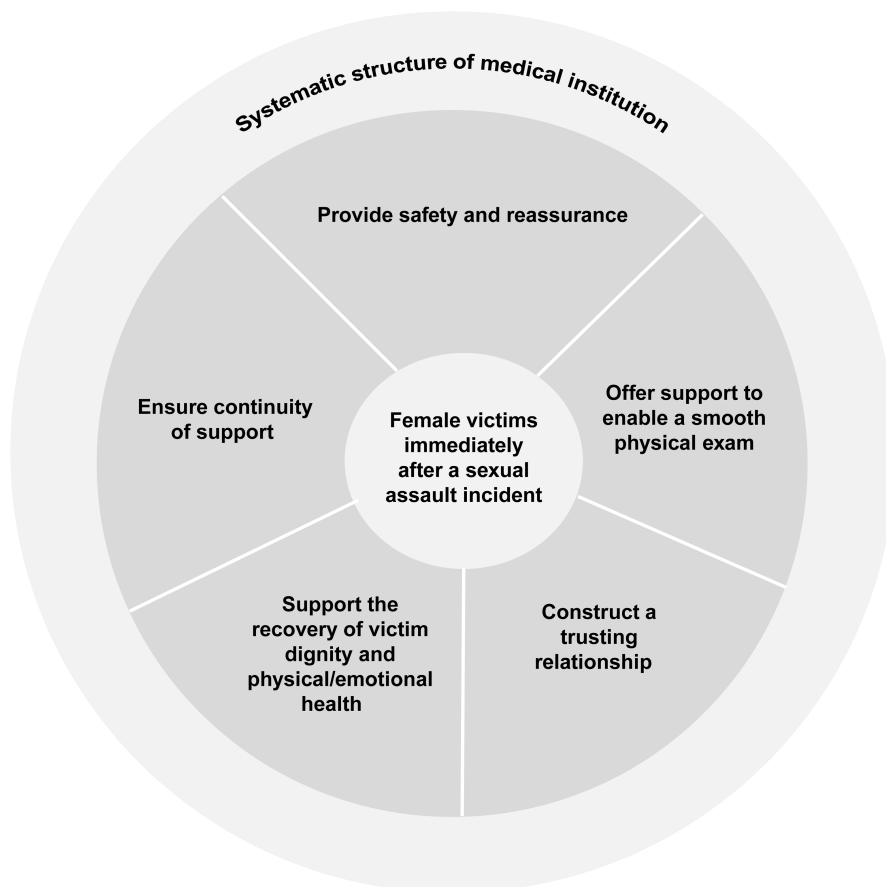 Systematic structure of medical institution
Provide safety and reassurance
Offer support to
enable a smooth
physical exam
Construct a
trusting
relationship
Support the
recovery of victim
dignity and
physical/emotional
health
Ensure continuity
of support
Female victims
immediately
after a sexual
assault incident